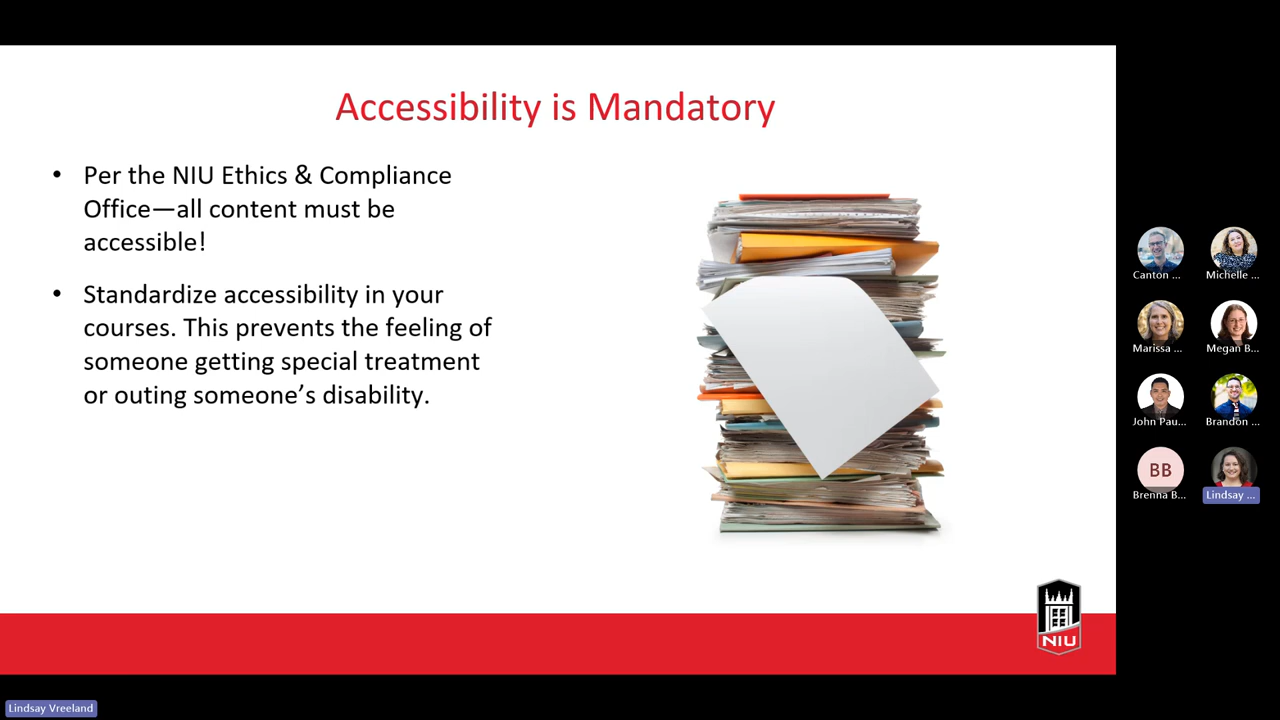 Accessibility is Mandatory
• Per the NIU Ethics & Compliance
Office—all content must be
accessible!
• Standardize accessibility in your
courses. This prevents the feeling of
someone getting special treatment
or outing someone’s disability.
NIU
Canton ...
Michelle ...
Marissa ...
Megan B...
John Pau...
Brandon ...
BB
Brenna B...
Lindsay ...
Lindsay Vreeland